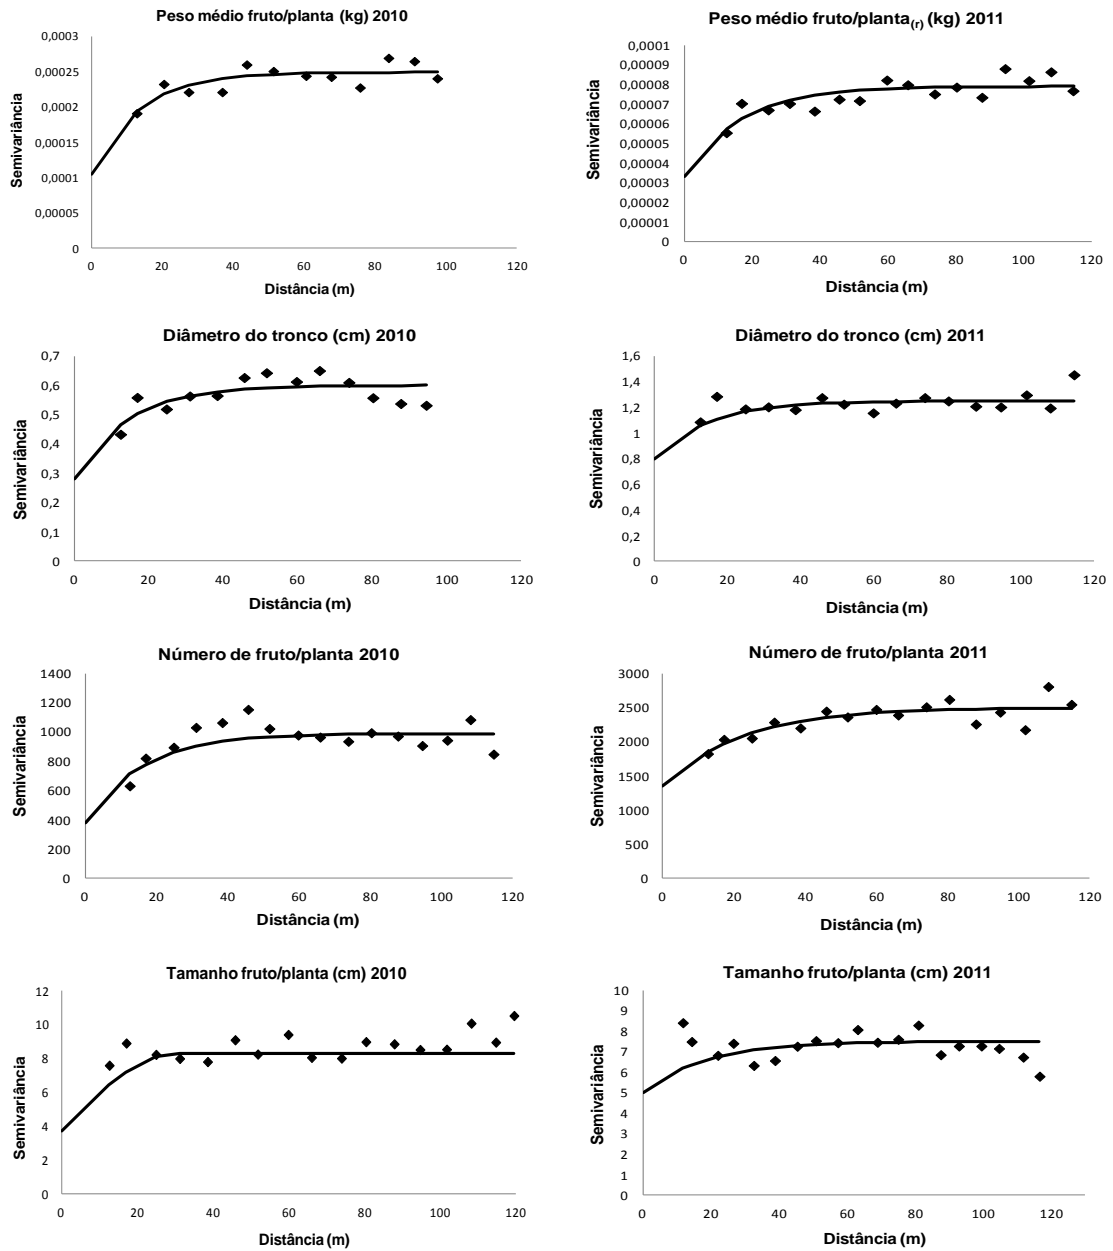 Peso médio fruto/planta (kg) 2010
Semivariância
0,0003
0,00025
0,0002
0,00015
0,0001
0,00005
0
0 20 40 60 80 100 120
Distância (m)
Peso médio fruto/planta(r) (kg) 2011
Semivariância
0,0001
0,00009
0,00008
0,00007
0,00006
0,00005
0,00004
0,00003
0,00002
0,00001
0
0 20 40 60 80 100 120
Distância (m)
Diâmetro do tronco (cm) 2010
Semivariância
0,7
0,6
0,5
0,4
0,3
0,2
0,1
0
0 20 40 60 80 100 120
Distância (m)
Diâmetro do tronco (cm) 2011
Semivariância
1,6
1,4
1,2
1
0,8
0,6
0,4
0,2
0
0 20 40 60 80 100 120
Distância (m)
Número de fruto/planta 2010
Semivariância
1400
1200
1000
800
600
400
200
0
0 20 40 60 80 100 120
Distância (m)
Número de fruto/planta 2011
Semivariância
3000
2500
2000
1500
1000
500
0
0 20 40 60 80 100 120
Distância (m)
Tamanho fruto/planta (cm) 2010
Semivariância
12
10
8
6
4
2
0
0 20 40 60 80 100 120
Distância (m)
Tamanho fruto/planta (cm) 2011
Semivariância
10
9
8
7
6
5
4
3
2
1
0
0 20 40 60 80 100 120
Distância (m)